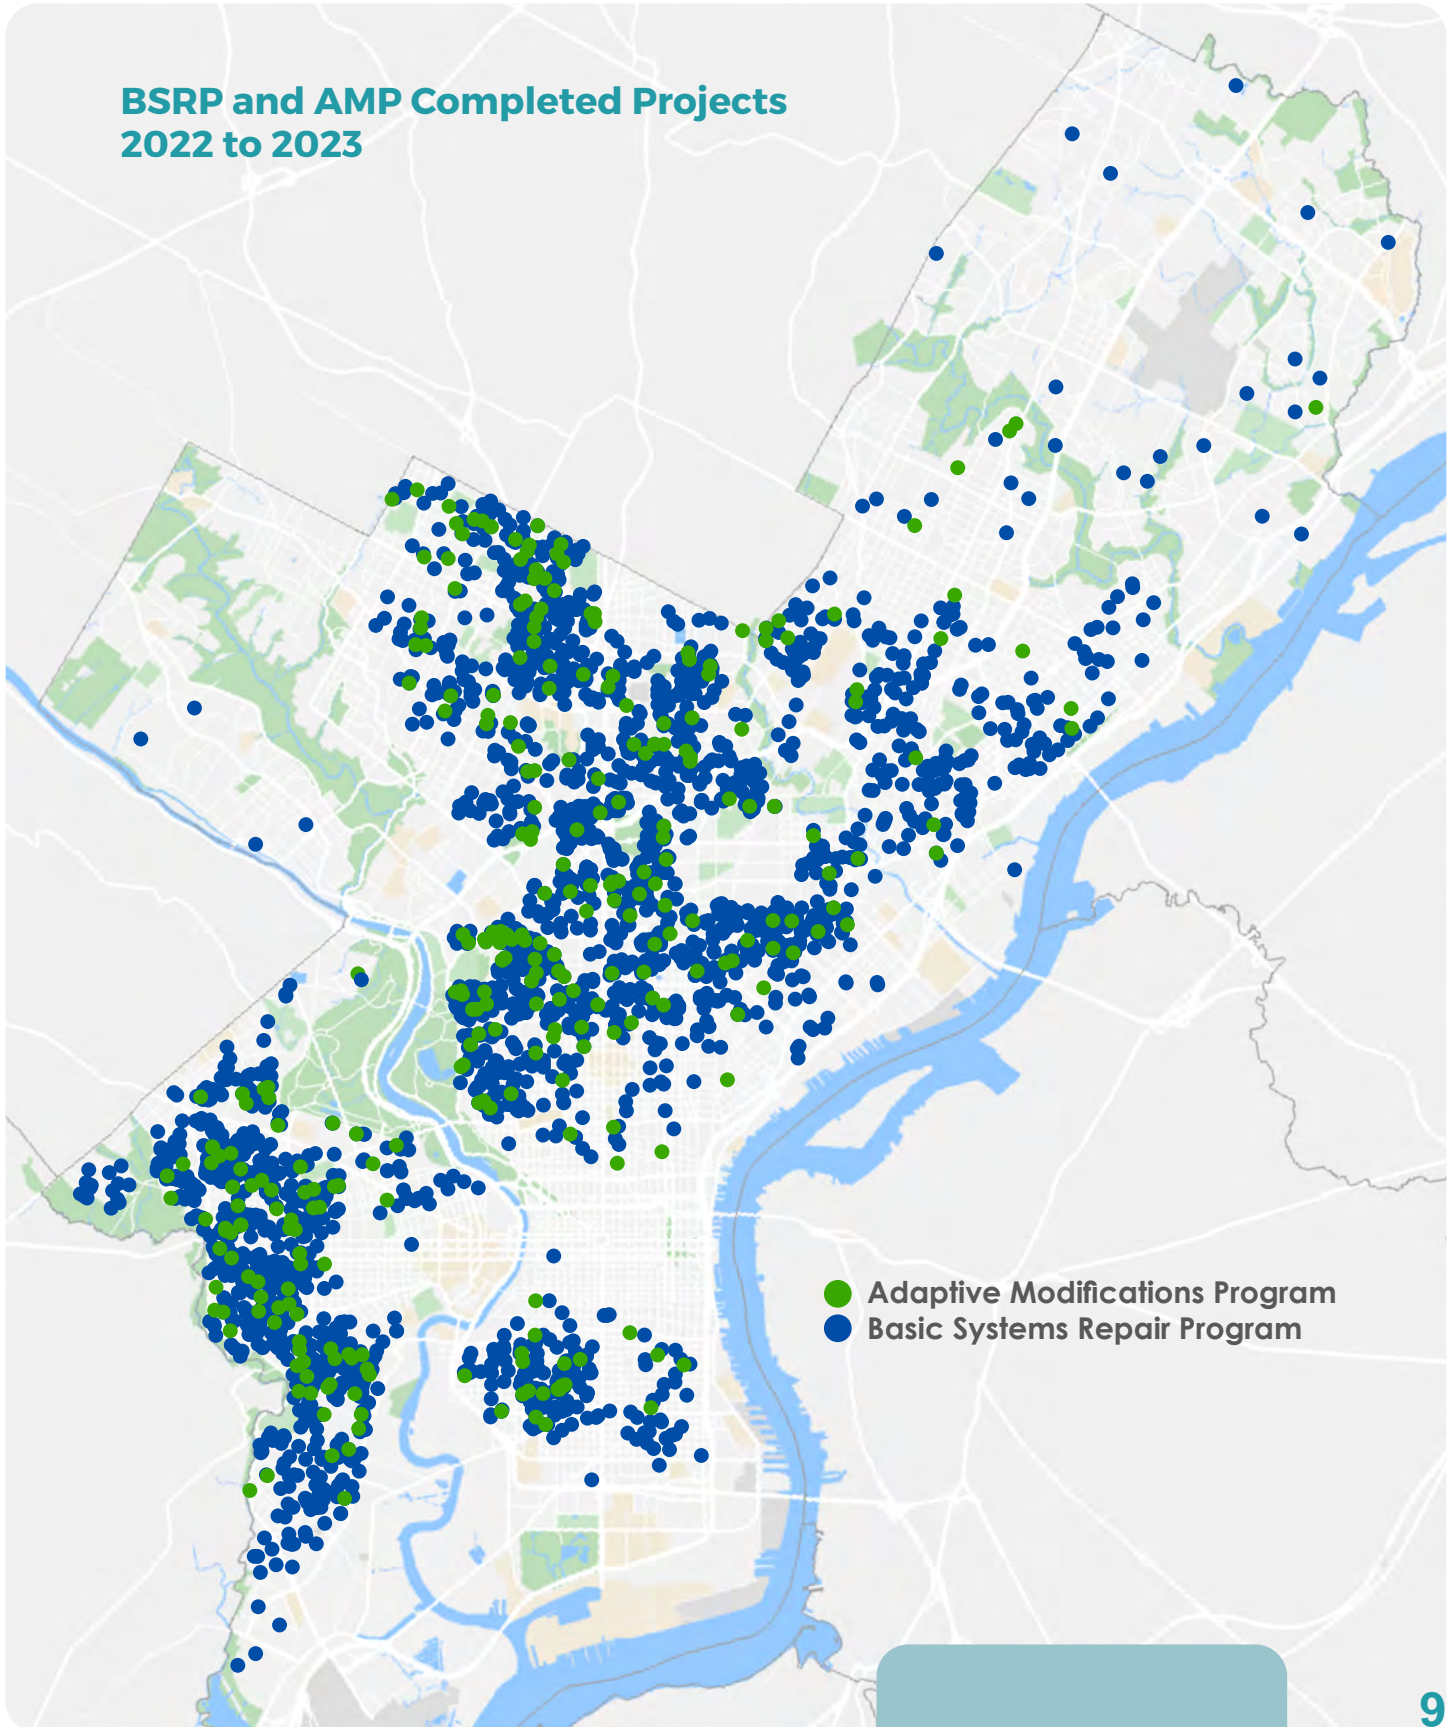 BSRP and AMP Completed Projects
2022 to 2023
Adaptive Modifications Program
Basic Systems Repair Program
9